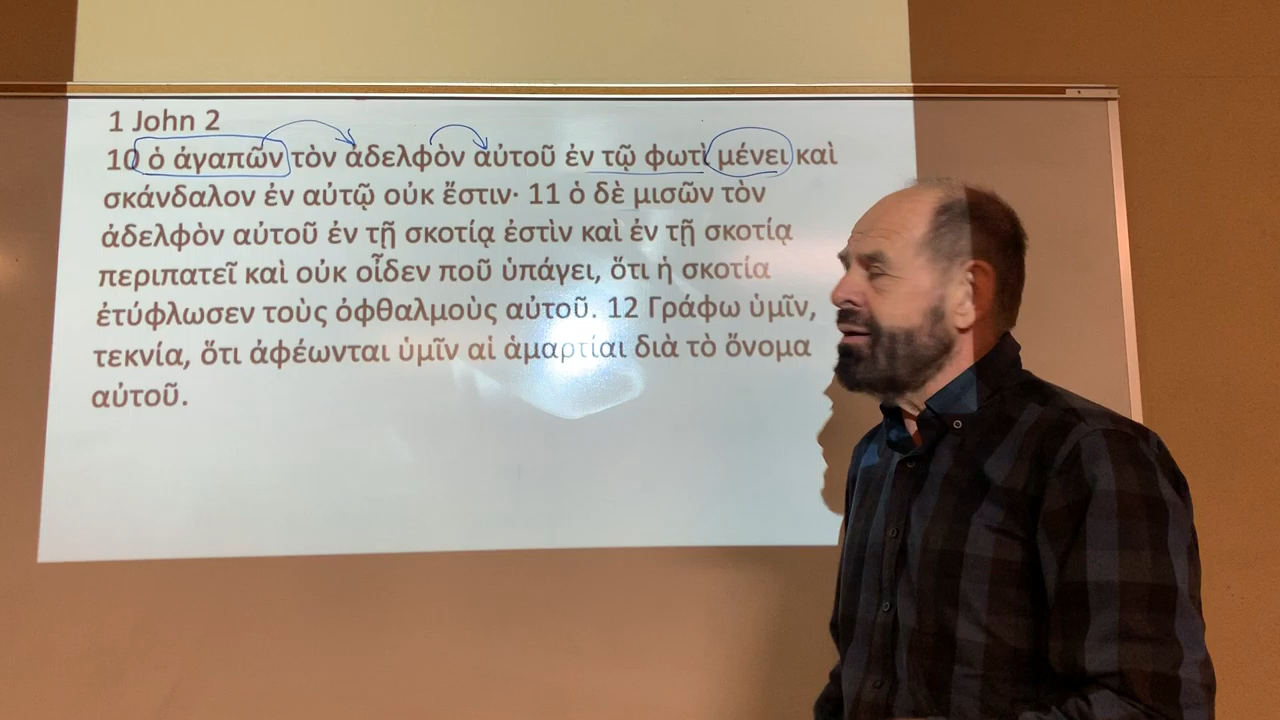 1 John 2
10 ὁ ἀγαπῶν τὸν ἀδελφὸν αὐτοῦ ἐν τῷ φωτὶ μένει καὶ
σκάνδαλον ἐν αὐτῷ οὐκ ἔστιν· 11 ὁ δὲ μισῶν τὸν
ἀδελφὸν αὐτοῦ ἐν τῇ σκοτίᾳ ἐστὶν καὶ ἐν τῇ σκοτίᾳ
περιπατεῖ καὶ οὐκ οἶδεν ποῦ ὑπάγει, ὅτι ἡ σκοτία
ἐτύφλωσεν τοὺς ὀφθαλμοὺς αὐτοῦ. 12 Γράφω ὑμῖν,
τεκνία, ὅτι ἀφέωνται ὑμῖν αἱ ἁμαρτίαι διὰ τὸ ὄνομα
αὐτοῦ.